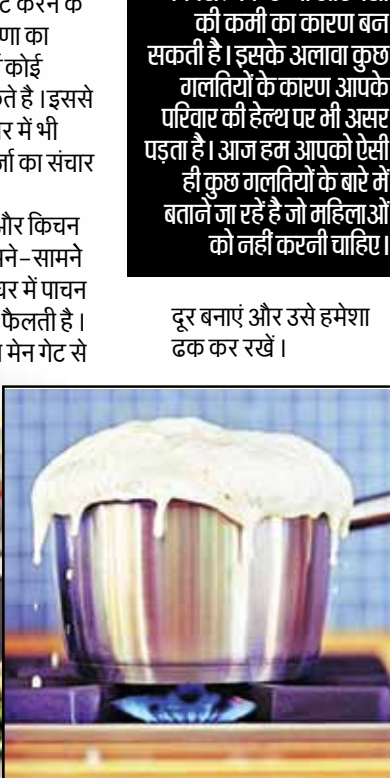 करने के
का
कोई
है । इससे
में भी
का संचार
और किचन
में पाचन
फैलती है ।
मेन गेट से
की कमी का कारण बन
सकती है । इसके अलावा कुछ
गलतियों के कारण आपके
परिवार की हेल्थ पर भी असर
पड़ता है । आज हम आपको ऐसी
ही कुछ गलतियों के बारे में
बताने जा रहें है जो महिलाओं
को नहीं करनी चाहिए ।
दूर बनाएं और उसे हमेशा
ढक कर रखें ।